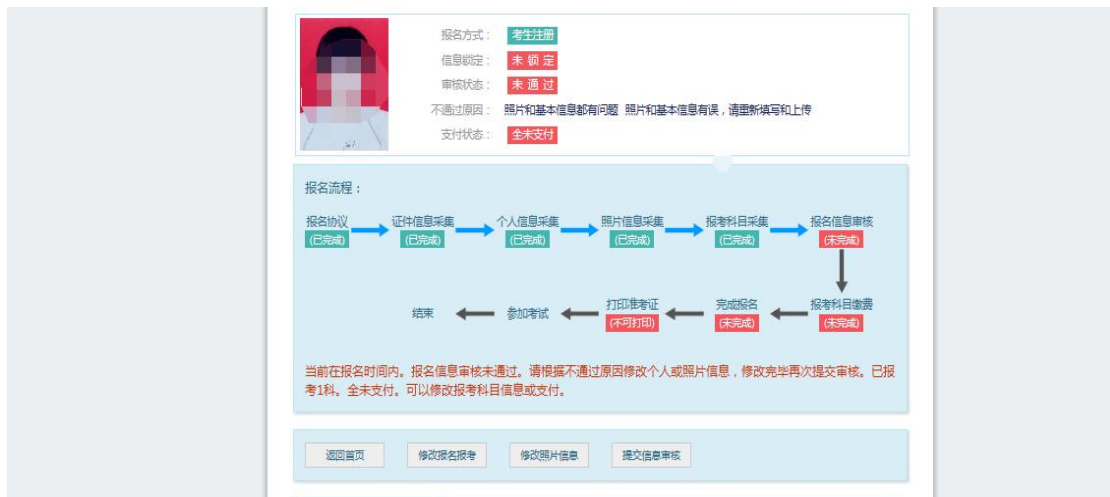 报名方式： 考生注册
信息锁定： 未 锁 定
审核状态： 未 通 过
不通过原因： 照片和基本信息都有问题 照片和基本信息有误，请重新填写和上传
支付状态： 全未支付
报名流程：
报名协议 证件信息采集 个人信息采集 照片信息采集 报考科目采集 报名信息审核
(已完成) (已完成) (已完成) (已完成) (已完成) (未完成)
结束 参加考试 打印准考证 完成报名 报考科目缴费
(不可打印) (未完成) (未完成)
当前在报名时间内。报名信息审核未通过。请根据不通过原因修改个人或照片信息，修改完毕再次提交审核。已报
考1科。全未支付。可以修改报考科目信息或支付。
返回首页 修改报名报考 修改照片信息 提交信息审核